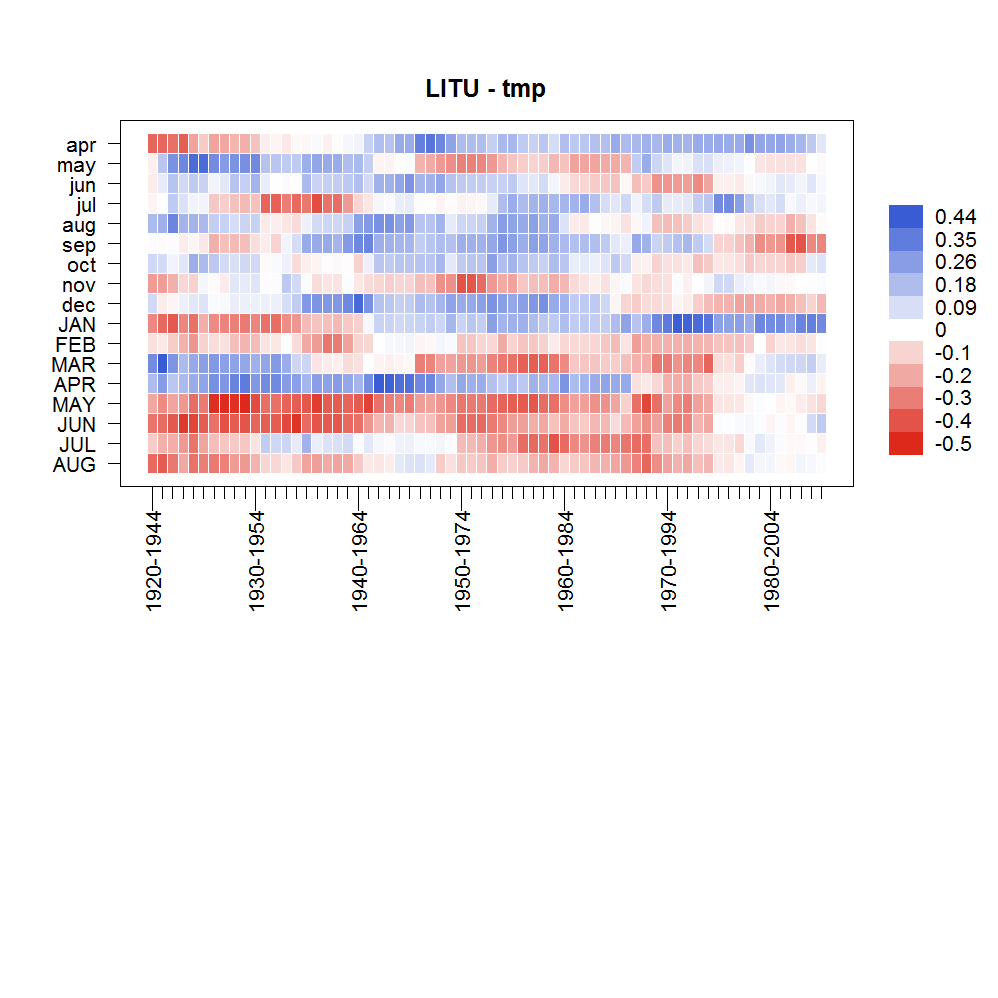 LITU - tmp
apr
may
jun
jul
aug
sep
oct
nov
dec
JAN
FEB
MAR
APR
MAY
JUN
JUL
AUG
0.44
0.35
0.26
0.18
0.09
0
-0.1
-0.2
-0.3
-0.4
-0.5
1920-1944
1930-1954
1940-1964
1950-1974
1960-1984
1970-1994
1980-2004